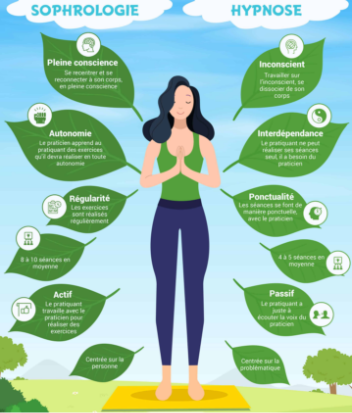 SOPHROLOGIE
Pleine conscience
Se recentrer et se
reconnecter à son corps,
en pleine conscience
Autonomie
Le praticien apprend au
pratiquant des exercices
qu'il devra réaliser en toute
autonomie
Régularité
Les exercices
sont réalisés
régulièrement
8 à 10 séances en
moyenne
Actif
Le pratiquant
travaille avec le
praticien pour
réaliser des
exercices
Centrée sur la
personne
HYPNOSE
Inconscient
Travailler sur
l'inconscient, se
dissocier de son
corps
Interdépendance
Le pratiquant ne peut
réaliser ses séances
seul, il a besoin du
praticien
Ponctualité
Les séances se font de
manière ponctuelle,
avec le praticien
4 à 5 séances en
moyenne
Passif
Le pratiquant a
juste à
écouter la voix du
praticien
Centrée sur la
problématique